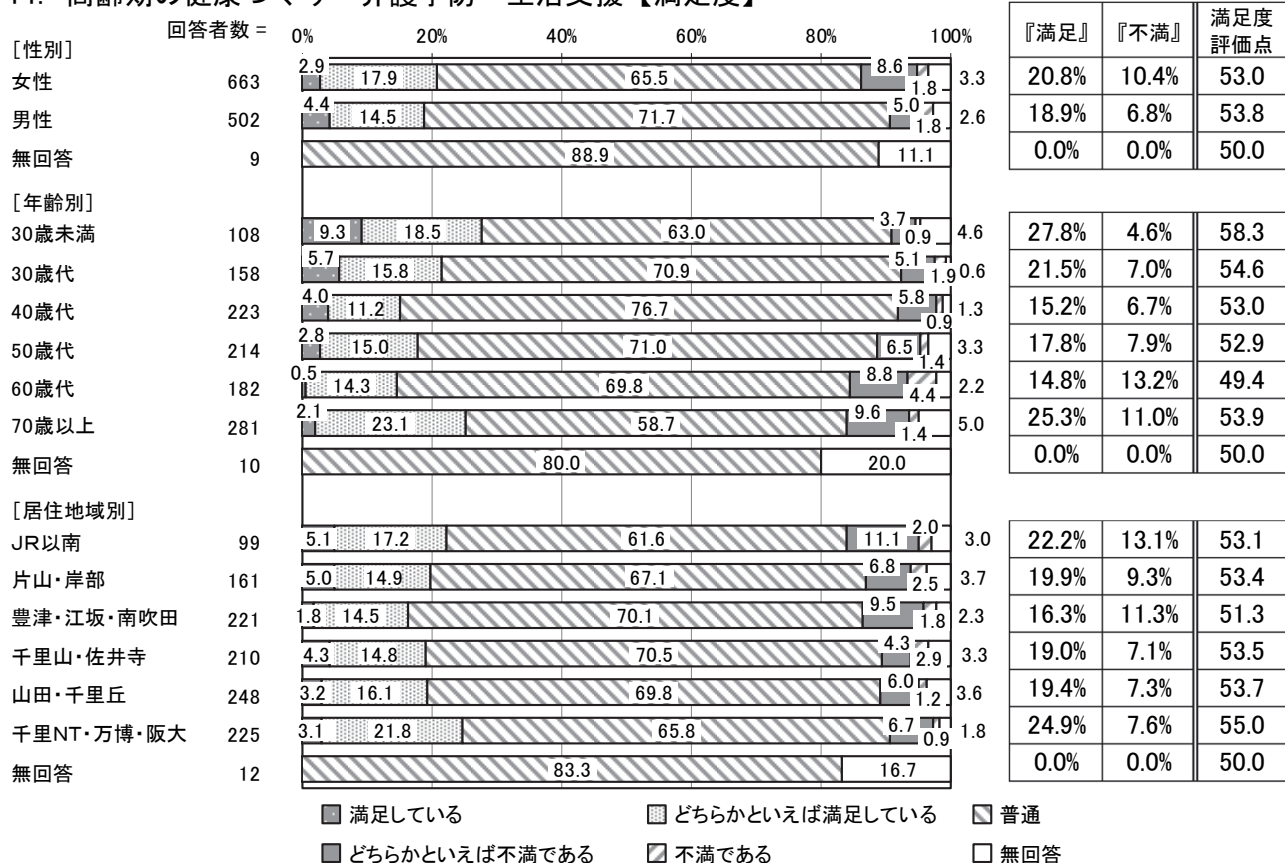 回答者数 = 0% 20% 40% 60% 80% 100% 『満足』 『不満』 満足度評価点
[性別]
女性 663 2.9 17.9 65.5 8.6 1.8 3.3 20.8% 10.4% 53.0
男性 502 4.4 14.5 71.7 5.0 1.8 2.6 18.9% 6.8% 53.8
無回答 9 88.9 11.1 0.0% 0.0% 50.0
[年齢別]
30歳未満 108 9.3 18.5 63.0 3.7 0.9 4.6 27.8% 4.6% 58.3
30歳代 158 5.7 15.8 70.9 5.1 1.9 0.6 21.5% 7.0% 54.6
40歳代 223 4.0 11.2 76.7 5.8 0.9 1.3 15.2% 6.7% 53.0
50歳代 214 2.8 15.0 71.0 6.5 1.4 3.3 17.8% 7.9% 52.9
60歳代 182 0.5 14.3 69.8 8.8 4.4 2.2 14.8% 13.2% 49.4
70歳以上 281 2.1 23.1 58.7 9.6 1.4 5.0 25.3% 11.0% 53.9
無回答 10 80.0 20.0 0.0% 0.0% 50.0
[居住地域別]
JR以南 99 5.1 17.2 61.6 11.1 2.0 3.0 22.2% 13.1% 53.1
片山・岸部 161 5.0 14.9 67.1 6.8 2.5 3.7 19.9% 9.3% 53.4
豊津・江坂・南吹田 221 1.8 14.5 70.1 9.5 1.8 2.3 16.3% 11.3% 51.3
千里山・佐井寺 210 4.3 14.8 70.5 4.3 2.9 3.3 19.0% 7.1% 53.5
山田・千里丘 248 3.2 16.1 69.8 6.0 1.2 3.6 19.4% 7.3% 53.7
千里NT・万博・阪大 225 3.1 21.8 65.8 6.7 0.9 1.8 24.9% 7.6% 55.0
無回答 12 83.3 16.7 0.0% 0.0% 50.0
満足している どちらかといえば満足している 普通
どちらかといえば不満である 不満である 無回答